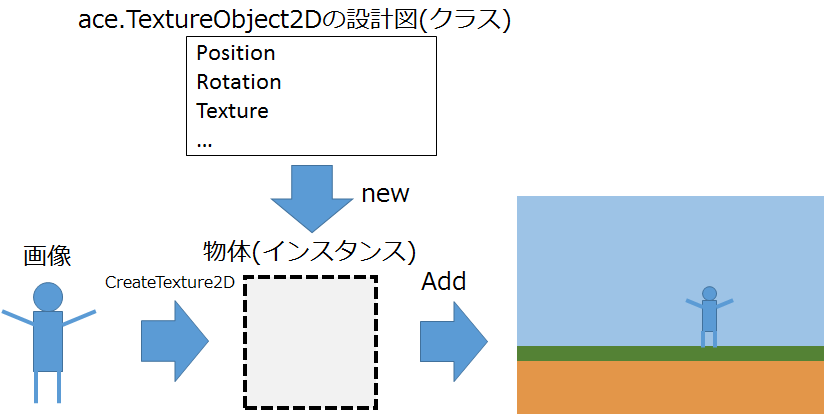 ace.TextureObject2Dの設計図(クラス)
Position
Rotation
Texture
…
new
物体(インスタンス)
画像
CreateTexture2D
Add